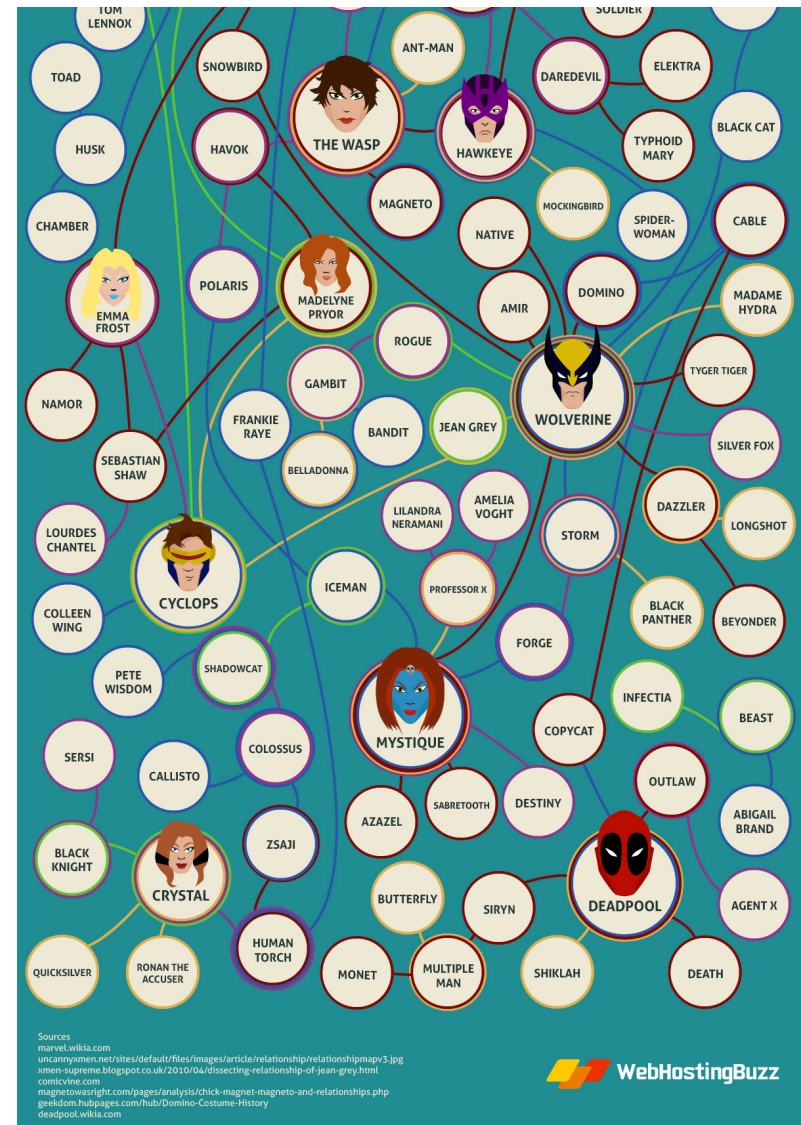 TOM
LENNOX
SOLDIER
ANT-MAN
SNOWBIRD
DAREDEVIL
ELEKTRA
TOAD
BLACK CAT
HUSK
HAVOK
THE WASP
HAWKEYE
TYPHOID
MARY
MAGNETO
MOCKINGBIRD
CHAMBER
SPIDER-
WOMAN
CABLE
NATIVE
POLARIS
DOMINO
MADAME
HYDRA
MADELYNE
PRYOR
EMMA
FROST
AMIR
ROGUE
TYGER TIGER
GAMBIT
NAMOR
WOLVERINE
FRANKIE
RAYE
BANDIT
JEAN GREY
SILVER FOX
SEBASTIAN
SHAW
BELLADONNA
LILANDRA
NERAMANI
AMELIA
VOGHT
DAZZLER
LONGSHOT
LOURDES
CHANTEL
STORM
CYCLOPS
ICEMAN
PROFESSOR X
COLLEEN
WING
BLACK
PANTHER
BEYONDER
FORGE
SHADOWCAT
PETE
WISDOM
INFECTIA
BEAST
COPYCAT
MYSTIQUE
COLOSSUS
SERSI
CALLISTO
OUTLAW
SABRETOOTH
DESTINY
AZAZEL
ABIGAIL
BRAND
ZSAJI
BLACK
KNIGHT
CRYSTAL
BUTTERFLY
SIRYN
DEADPOOL
AGENT X
HUMAN
TORCH
QUICKSILVER
RONAN THE
ACCUSER
MONET
MULTIPLE
MAN
SHIKLAH
DEATH
Sources
marvel.wikia.com
uncannyxmen.net/sites/default/files/images/article/relationship/relationshipmapv3.jpg
xmen-supreme.blogspot.co.uk/2010/04/dissecting-relationship-of-jean-grey.html
comicvine.com
magnetowasright.com/pages/analysis/chick-magnet-magneto-and-relationships.php
geekdom.hubpages.com/hub/Domino-Costume-History
deadpool.wikia.com
WebHostingBuzz